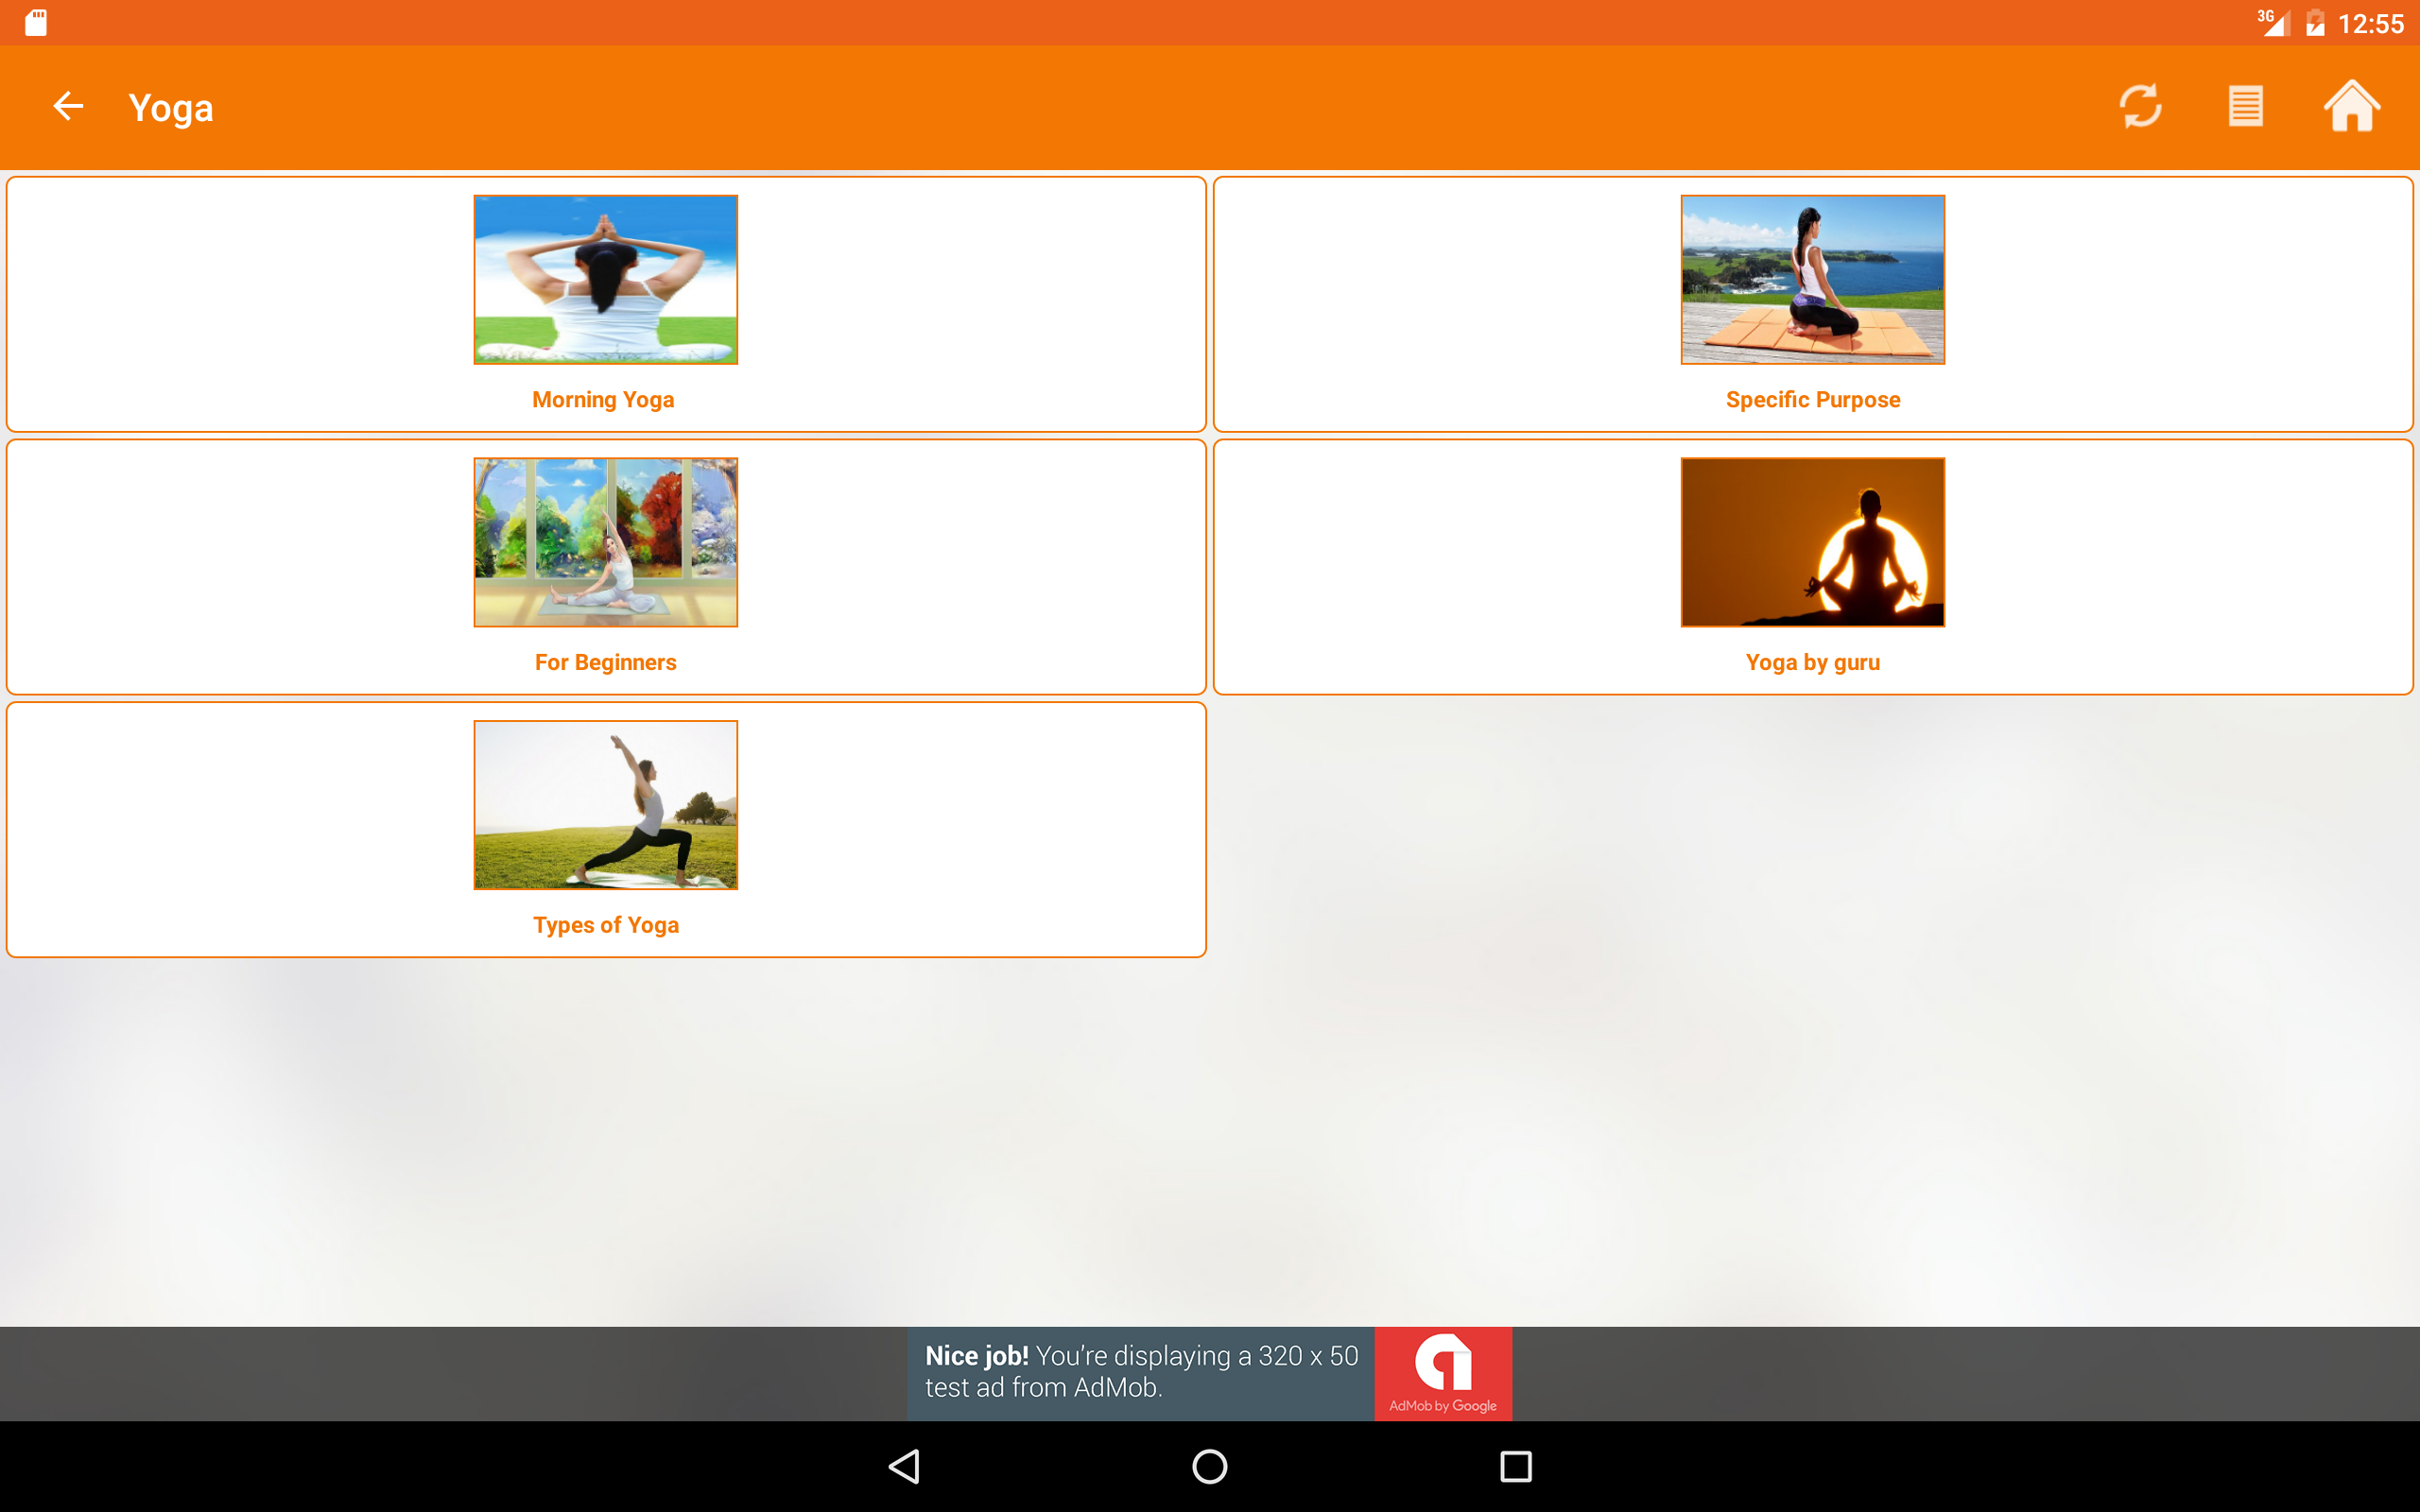 3G 12:55
Yoga
Morning Yoga
Specific Purpose
For Beginners
Yoga by guru
Types of Yoga
Nice job! You're displaying a 320 x 50
test ad from AdMob.
AdMob by Google